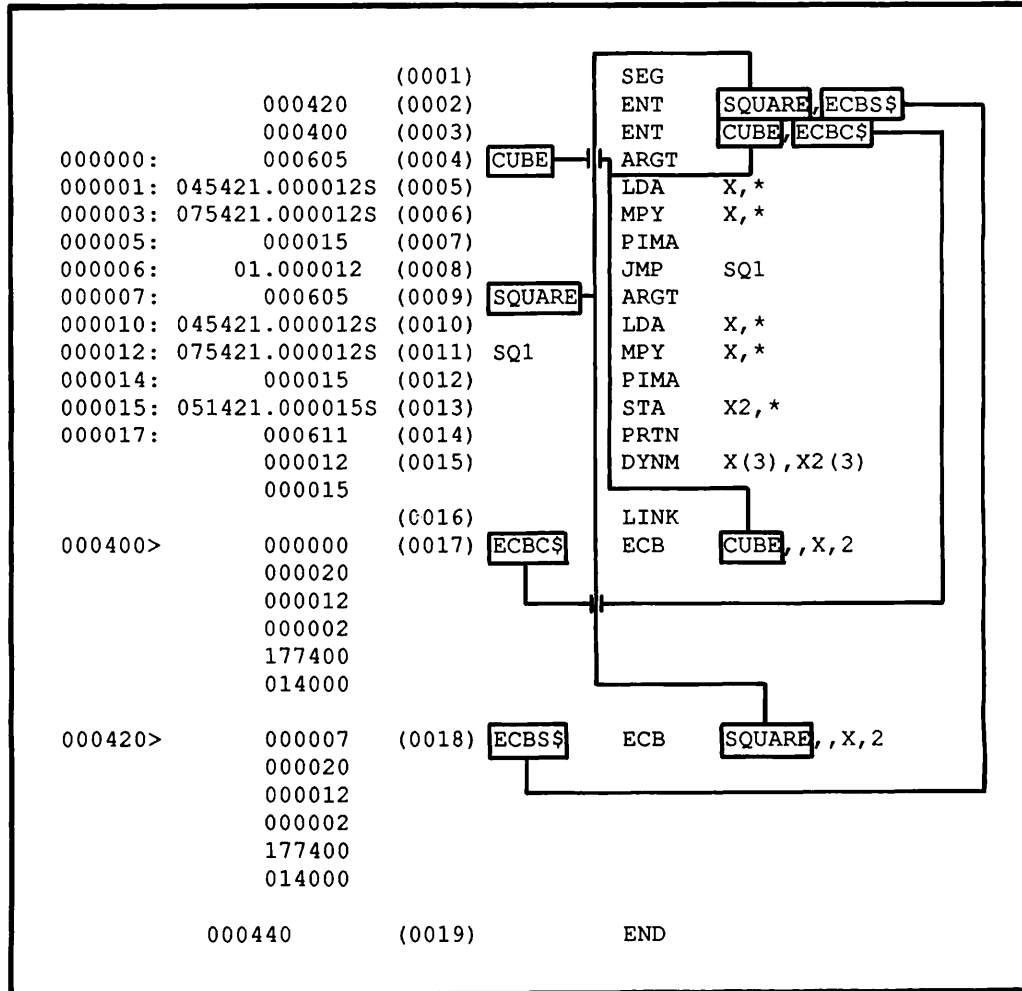 (0001) SEG
000420 (0002) ENT SQUARE,ECBS$
000400 (0003) ENT CUBE,ECBC$
000000: 000605 (0004) CUBE ARGT
000001: 045421.000012S (0005) LDA X,*
000003: 075421.000012S (0006) MPY X,*
000005: 000015 (0007) PIMA
000006: 01.000012 (0008) JMP SQ1
000007: 000605 (0009) SQUARE ARGT
000010: 045421.000012S (0010) LDA X,*
000012: 075421.000012S (0011) SQ1 MPY X,*
000014: 000015 (0012) PIMA
000015: 051421.000015S (0013) STA X2,*
000017: 000611 (0014) PRTN
000012 (0015) DYNM X(3),X2(3)
000015
(0016) LINK
000400> 000000 (0017) ECBC$ ECB CUBE,,X,2
000020
000012
000002
177400
014000
000420> 000007 (0018) ECBS$ ECB SQUARE,,X,2
000020
000012
000002
177400
014000
000440 (0019) END